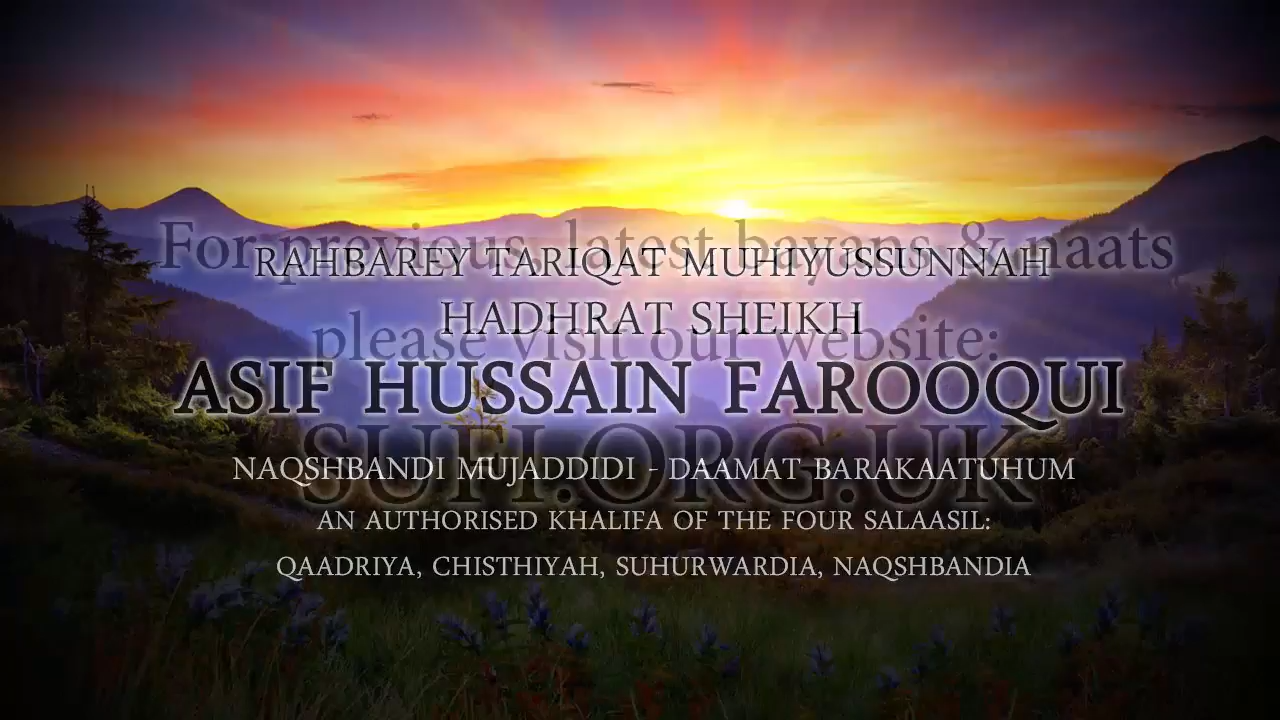 For previous, latest bayans & naats
RAHBAREY TARIQAT MUHIYUSSUNNAH
HADHRAT SHEIKH
please visit our website:
ASIF HUSSAIN FAROOQUI
SUFI.ORG.UK
NAQSHBANDI MUJADDIDI - DAAMAT BARAKAATUHUM
AN AUTHORISED KHALIFA OF THE FOUR SALAASIL:
QAADRIYA, CHISTHIYAH, SUHURWARDIA, NAQSHBANDIA